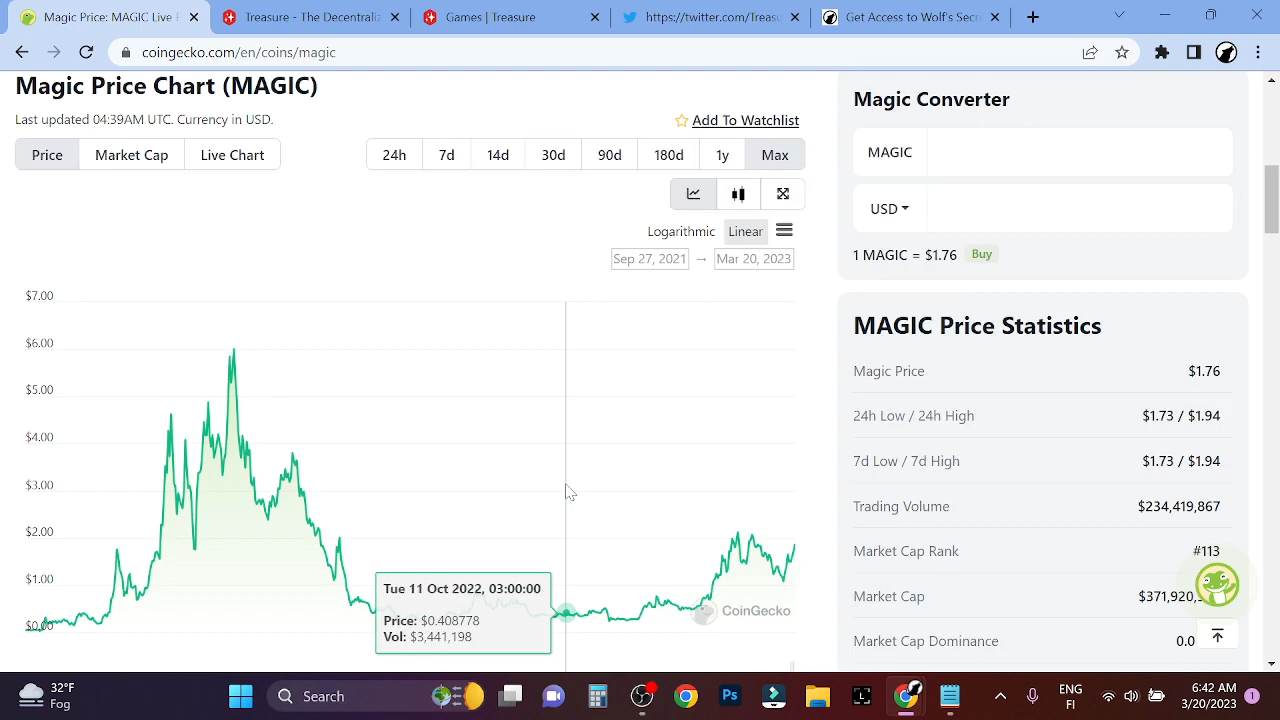 Magic Price: MAGIC Live
Treasure - Decentraliz
Games | Treasure
https://twitter.com/Treasur
Get Access to Wolfs Secr
coingecko.com/en/coins/magic
Magic Price Chart (MAGIC)
Last updated 04:39AM UTC. Currency in USD.
Add To Watchlist
Price Market Cap Live Chart
24h 7d 14d 30d 90d 180d 1y Max
Logarithmic Linear
Sep 27, 2021 → Mar 20, 2023
$7.00
$6.00
$5.00
$4.00
$3.00
$2.00
$1.00
$0.00
Tue 11 Oct 2022, 03:00:00
Price: $0.408778
Vol: $3,441,198
CoinGecko
Magic Converter
MAGIC
USD
1 MAGIC = $1.76 Buy
MAGIC Price Statistics
Magic Price $1.76
24h Low / 24h High $1.73 / $1.94
7d Low / 7d High $1.73 / $1.94
Trading Volume $234,419,867
Market Cap Rank #113
Market Cap $371,920,
Market Cap Dominance 0.0
32°F
Fog
Search
Ps
L
ENG
FI
6:42 AM
3/20/2023
1